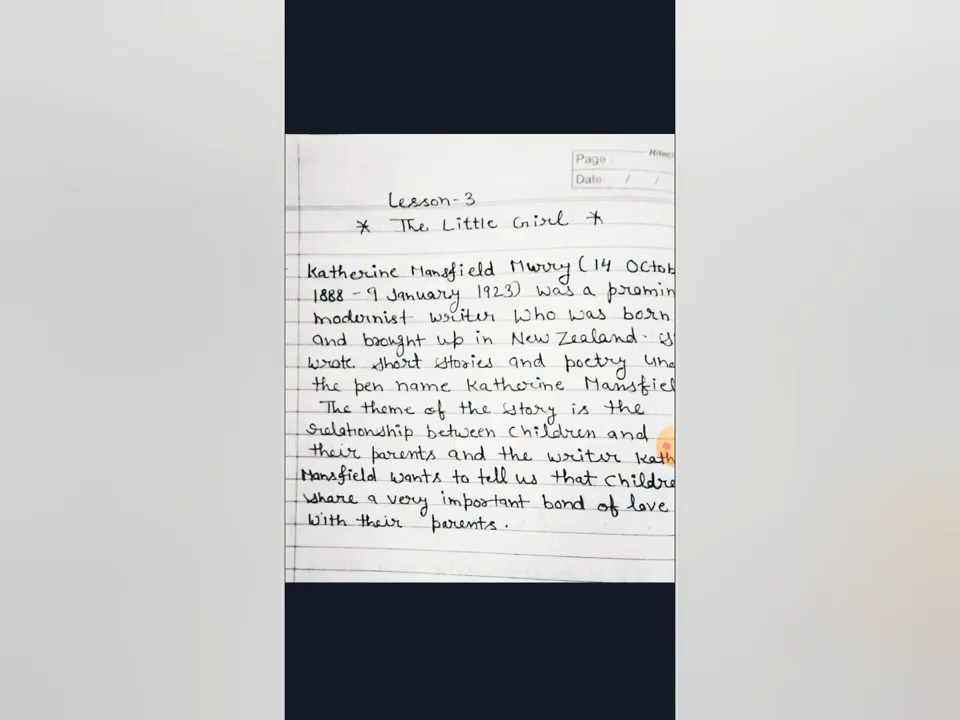 Hitech
Page :
Date: / /
Lesson-3
* The Little Girl *
Katherine Mansfield Murry (14 Octob
1888 - 9 January 1923) was a promin
modernist writer who was born
and brought up in New Zealand. S
wrote short stories and poetry und
the pen name Katherine Mansfiel
The theme of the story is the
relationship between children and
their parents and the writer Kath
Mansfield wants to tell us that childre
share a very important bond of love
with their parents.